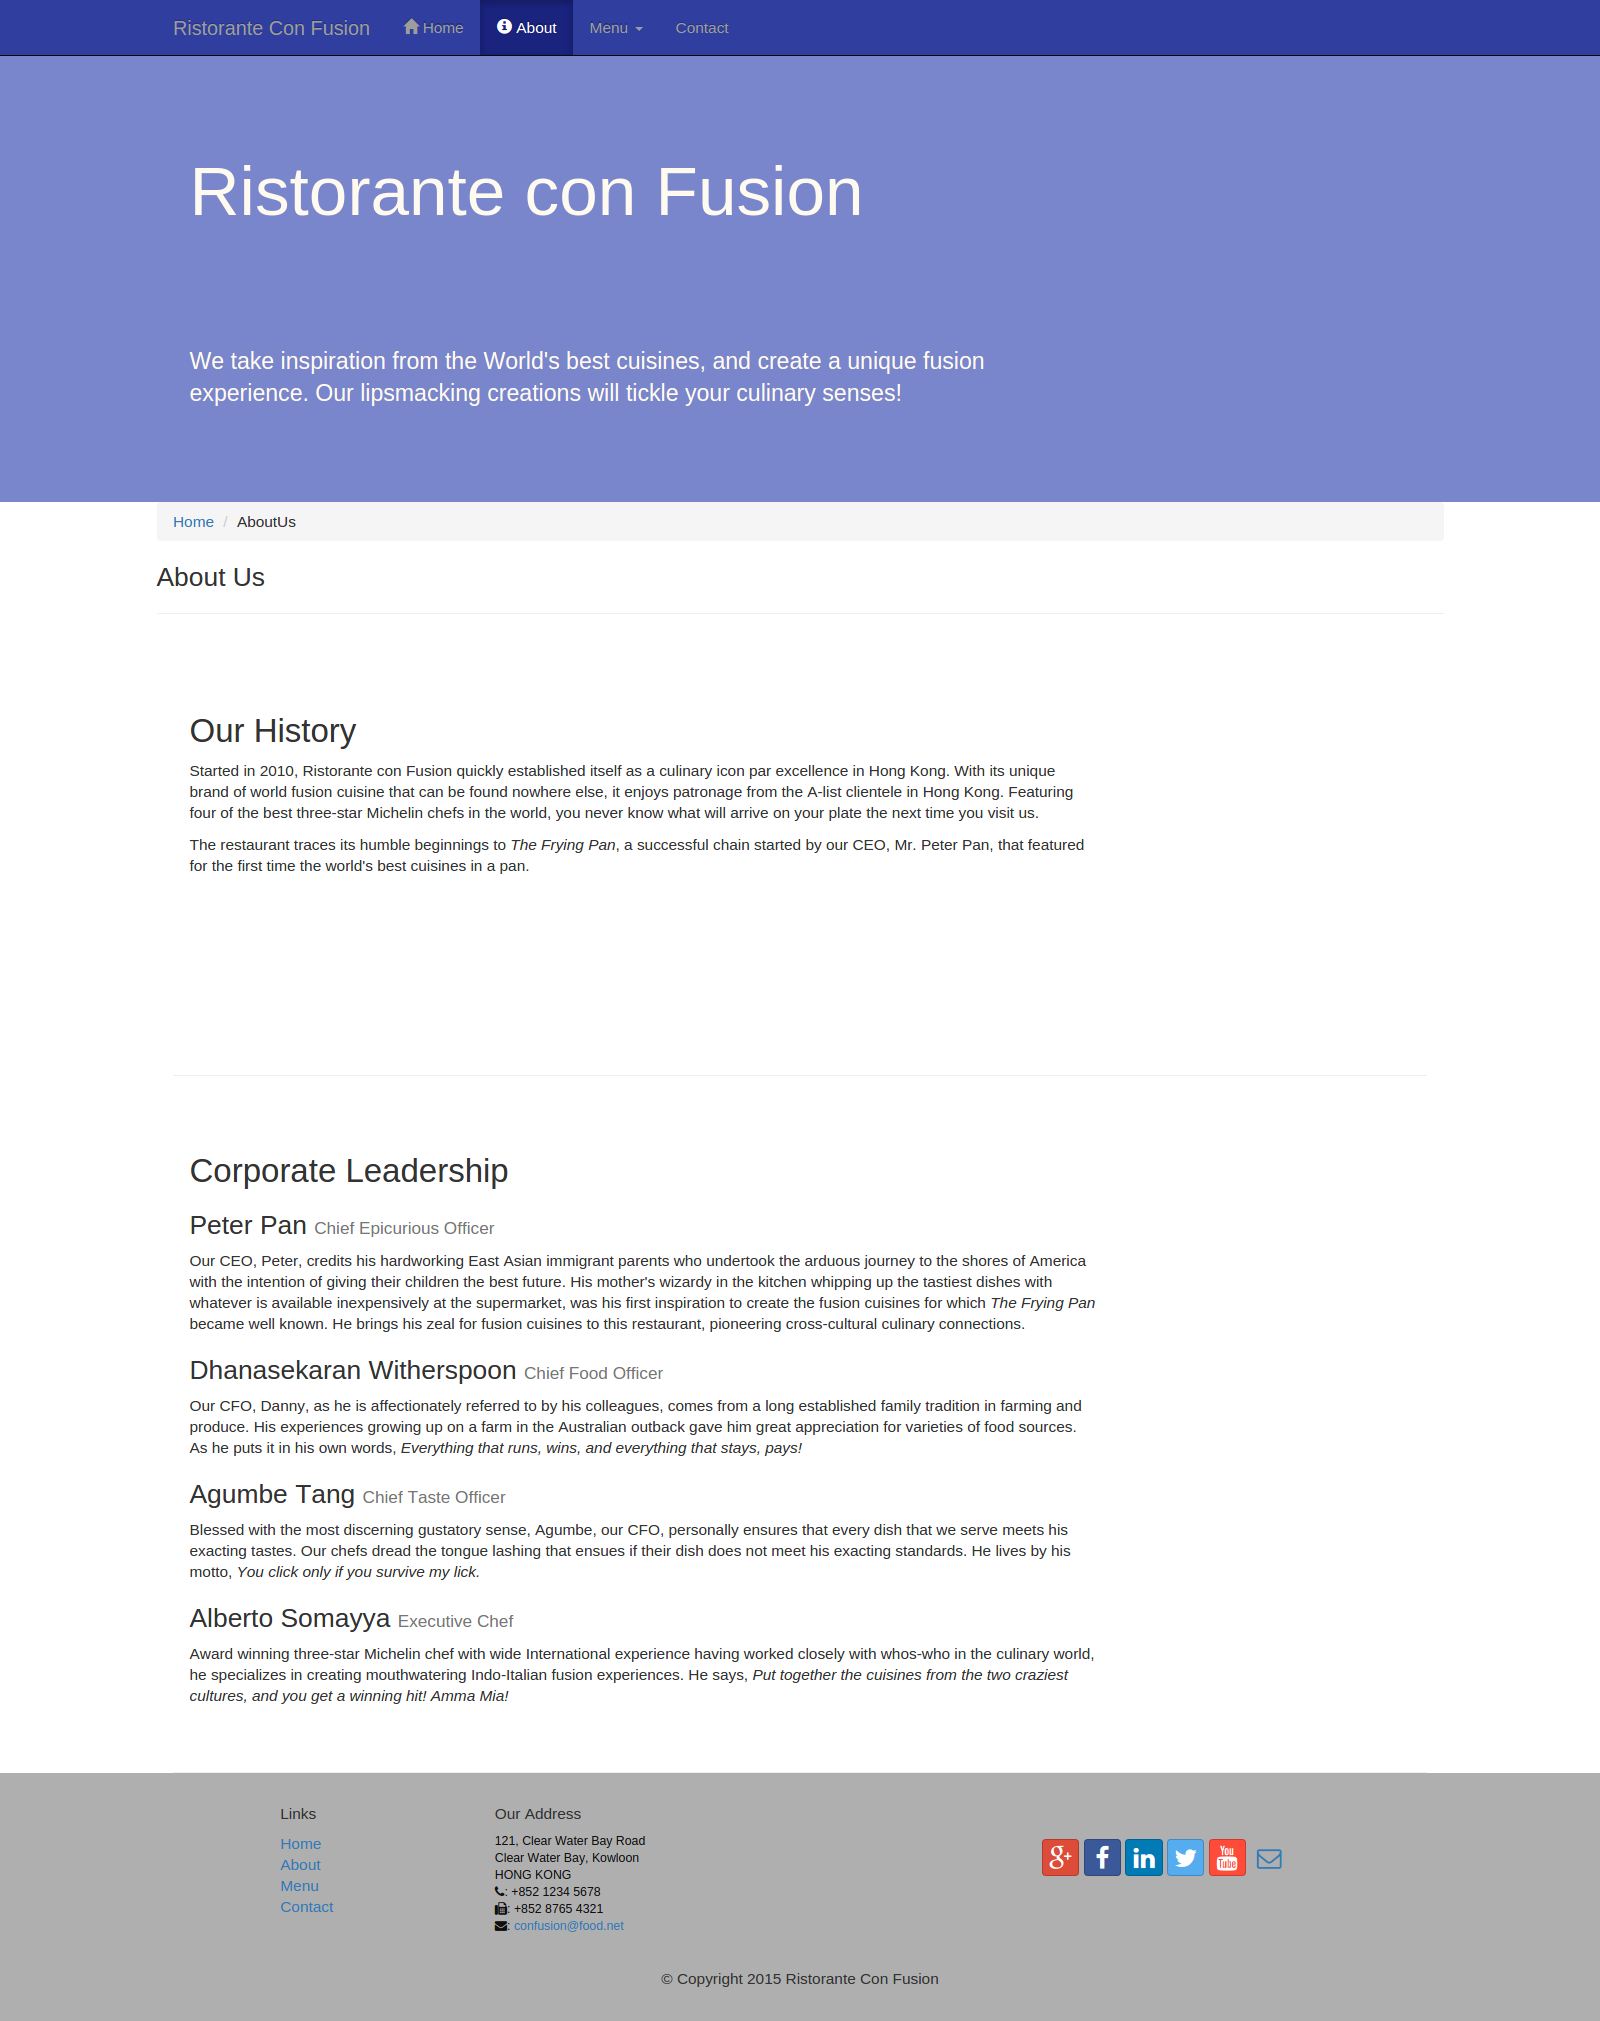 Ristorante Con Fusion Home About Menu Contact
Ristorante con Fusion
We take inspiration from the World's best cuisines, and create a unique fusion
experience. Our lipsmacking creations will tickle your culinary senses!
Home / AboutUs
About Us
Our History
Started in 2010, Ristorante con Fusion quickly established itself as a culinary icon par excellence in Hong Kong. With its unique
brand of world fusion cuisine that can be found nowhere else, it enjoys patronage from the A-list clientele in Hong Kong. Featuring
four of the best three-star Michelin chefs in the world, you never know what will arrive on your plate the next time you visit us.
The restaurant traces its humble beginnings to The Frying Pan, a successful chain started by our CEO, Mr. Peter Pan, that featured
for the first time the world's best cuisines in a pan.
Corporate Leadership
Peter Pan Chief Epicurious Officer
Our CEO, Peter, credits his hardworking East Asian immigrant parents who undertook the arduous journey to the shores of America
with the intention of giving their children the best future. His mother's wizardy in the kitchen whipping up the tastiest dishes with
whatever is available inexpensively at the supermarket, was his first inspiration to create the fusion cuisines for which The Frying Pan
became well known. He brings his zeal for fusion cuisines to this restaurant, pioneering cross-cultural culinary connections.
Dhanasekaran Witherspoon Chief Food Officer
Our CFO, Danny, as he is affectionately referred to by his colleagues, comes from a long established family tradition in farming and
produce. His experiences growing up on a farm in the Australian outback gave him great appreciation for varieties of food sources.
As he puts it in his own words, Everything that runs, wins, and everything that stays, pays!
Agumbe Tang Chief Taste Officer
Blessed with the most discerning gustatory sense, Agumbe, our CFO, personally ensures that every dish that we serve meets his
exacting tastes. Our chefs dread the tongue lashing that ensues if their dish does not meet his exacting standards. He lives by his
motto, You click only if you survive my lick.
Alberto Somayya Executive Chef
Award winning three-star Michelin chef with wide International experience having worked closely with whos-who in the culinary world,
he specializes in creating mouthwatering Indo-Italian fusion experiences. He says, Put together the cuisines from the two craziest
cultures, and you get a winning hit! Amma Mia!
Links
Home
About
Menu
Contact
Our Address
121, Clear Water Bay Road
Clear Water Bay, Kowloon
HONG KONG
: +852 1234 5678
: +852 8765 4321
: confusion@food.net
g+ f in You Tube
© Copyright 2015 Ristorante Con Fusion